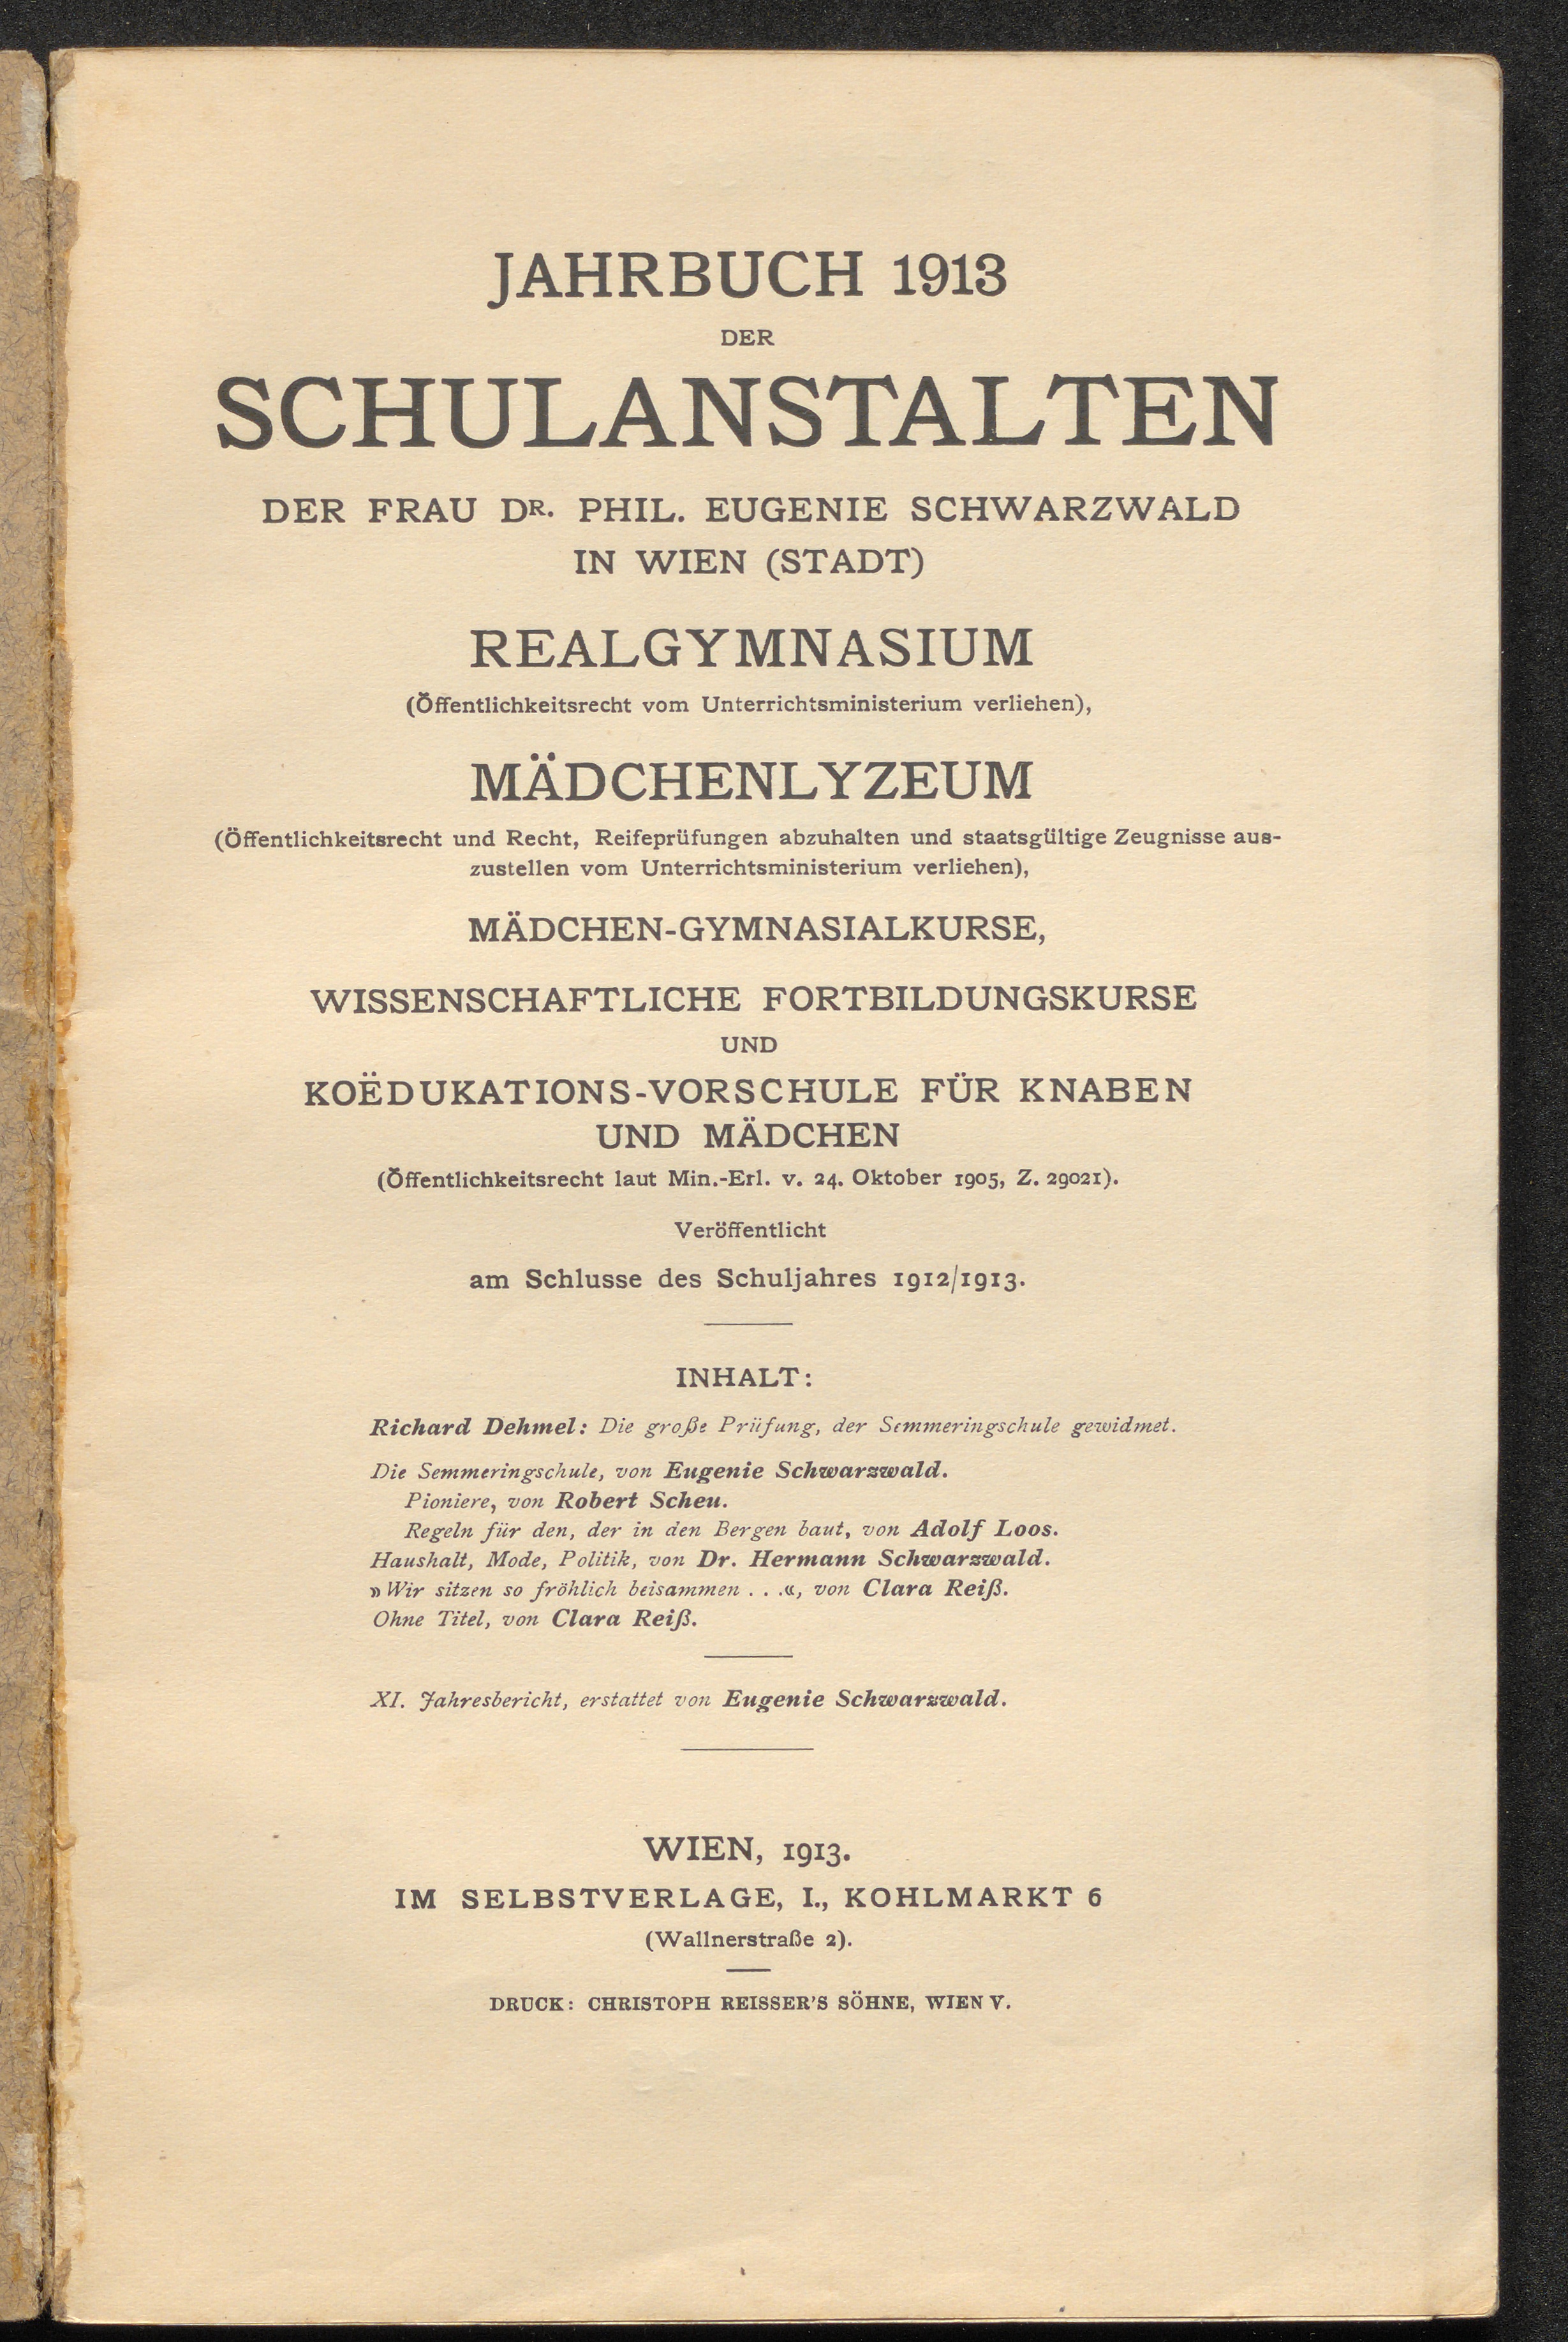 JAHRBUCH 1913
DER
SCHULANSTALTEN
DER FRAU DR. PHIL. EUGENIE SCHWARZWALD
IN WIEN (STADT)
REALGYMNASIUM
(Öffentlichkeitsrecht vom Unterrichtsministerium verliehen),
MÄDCHENLYZEUM
(Öffentlichkeitsrecht und Recht, Reifeprüfungen abzuhalten und staatsgültige Zeugnisse aus-
zustellen vom Unterrichtsministerium verliehen),
MÄDCHEN-GYMNASIALKURSE,
WISSENSCHAFTLICHE FORTBILDUNGSKURSE
UND
KOËDUKATIONS-VORSCHULE FÜR KNABEN
UND MÄDCHEN
(Öffentlichkeitsrecht laut Min.-Erl. v. 24. Oktober 1905, Z. 29021).
Veröffentlicht
am Schlusse des Schuljahres 1912/1913.
INHALT:
Richard Dehmel: Die große Prüfung, der Semmeringschule gewidmet.
Die Semmeringschule, von Eugenie Schwarzwald.
Pioniere, von Robert Scheu.
Regeln für den, der in den Bergen baut, von Adolf Loos.
Haushalt, Mode, Politik, von Dr. Hermann Schwarzwald.
»Wir sitzen so fröhlich beisammen . . .«, von Clara Reiß.
Ohne Titel, von Clara Reiß.
XI. Jahresbericht, erstattet von Eugenie Schwarzwald.
WIEN, 1913.
IM SELBSTVERLAGE, I., KOHLMARKT 6
(Wallnerstraße 2).
DRUCK: CHRISTOPH REISSER'S SÖHNE, WIEN V.